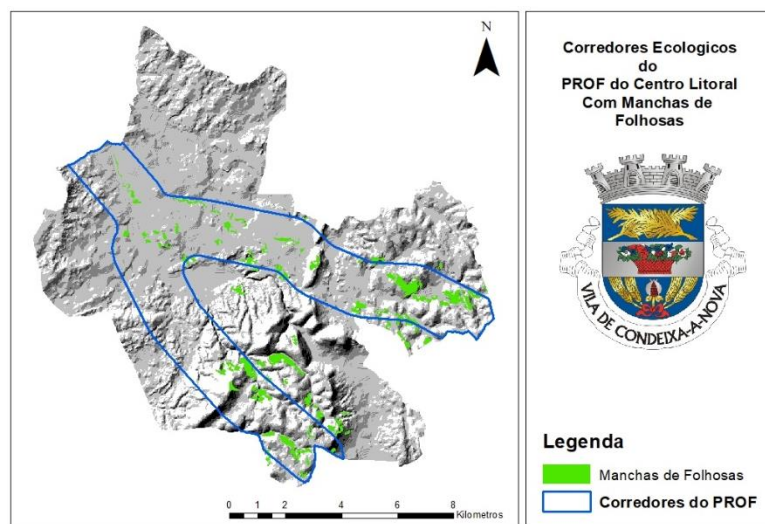 N
Corredores Ecologicos
do
PROF do Centro Litoral
Com Manchas de
Folhosas
VILA DE CONDEIXA-A-NOVA
Legenda
Manchas de Folhosas
Corredores do PROF
0 1 2 4 6 8
Kilometros